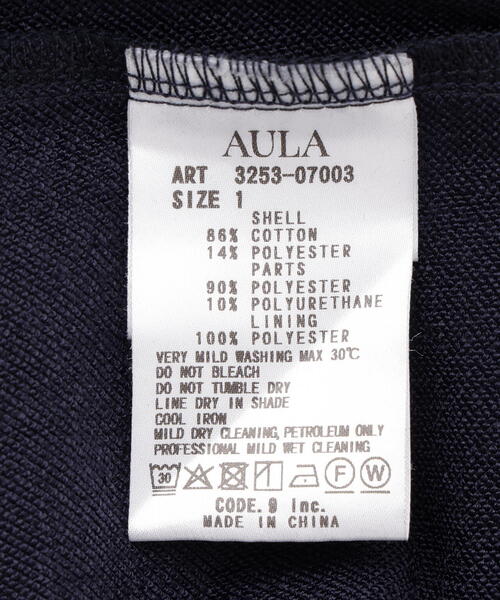 AULA
ART 3253-07003
SIZE 1
SHELL
86% COTTON
14% POLYESTER
PARTS
90% POLYESTER
10% POLYURETHANE
LINING
100% POLYESTER
VERY MILD WASHING MAX 30℃
DO NOT BLEACH
DO NOT TUMBLE DRY
LINE DRY IN SHADE
COOL IRON
MILD DRY CLEANING, PETROLEUM ONLY
PROFESSIONAL MILD WET CLEANING
30 F W
CODE. 9 Inc.
MADE IN CHINA